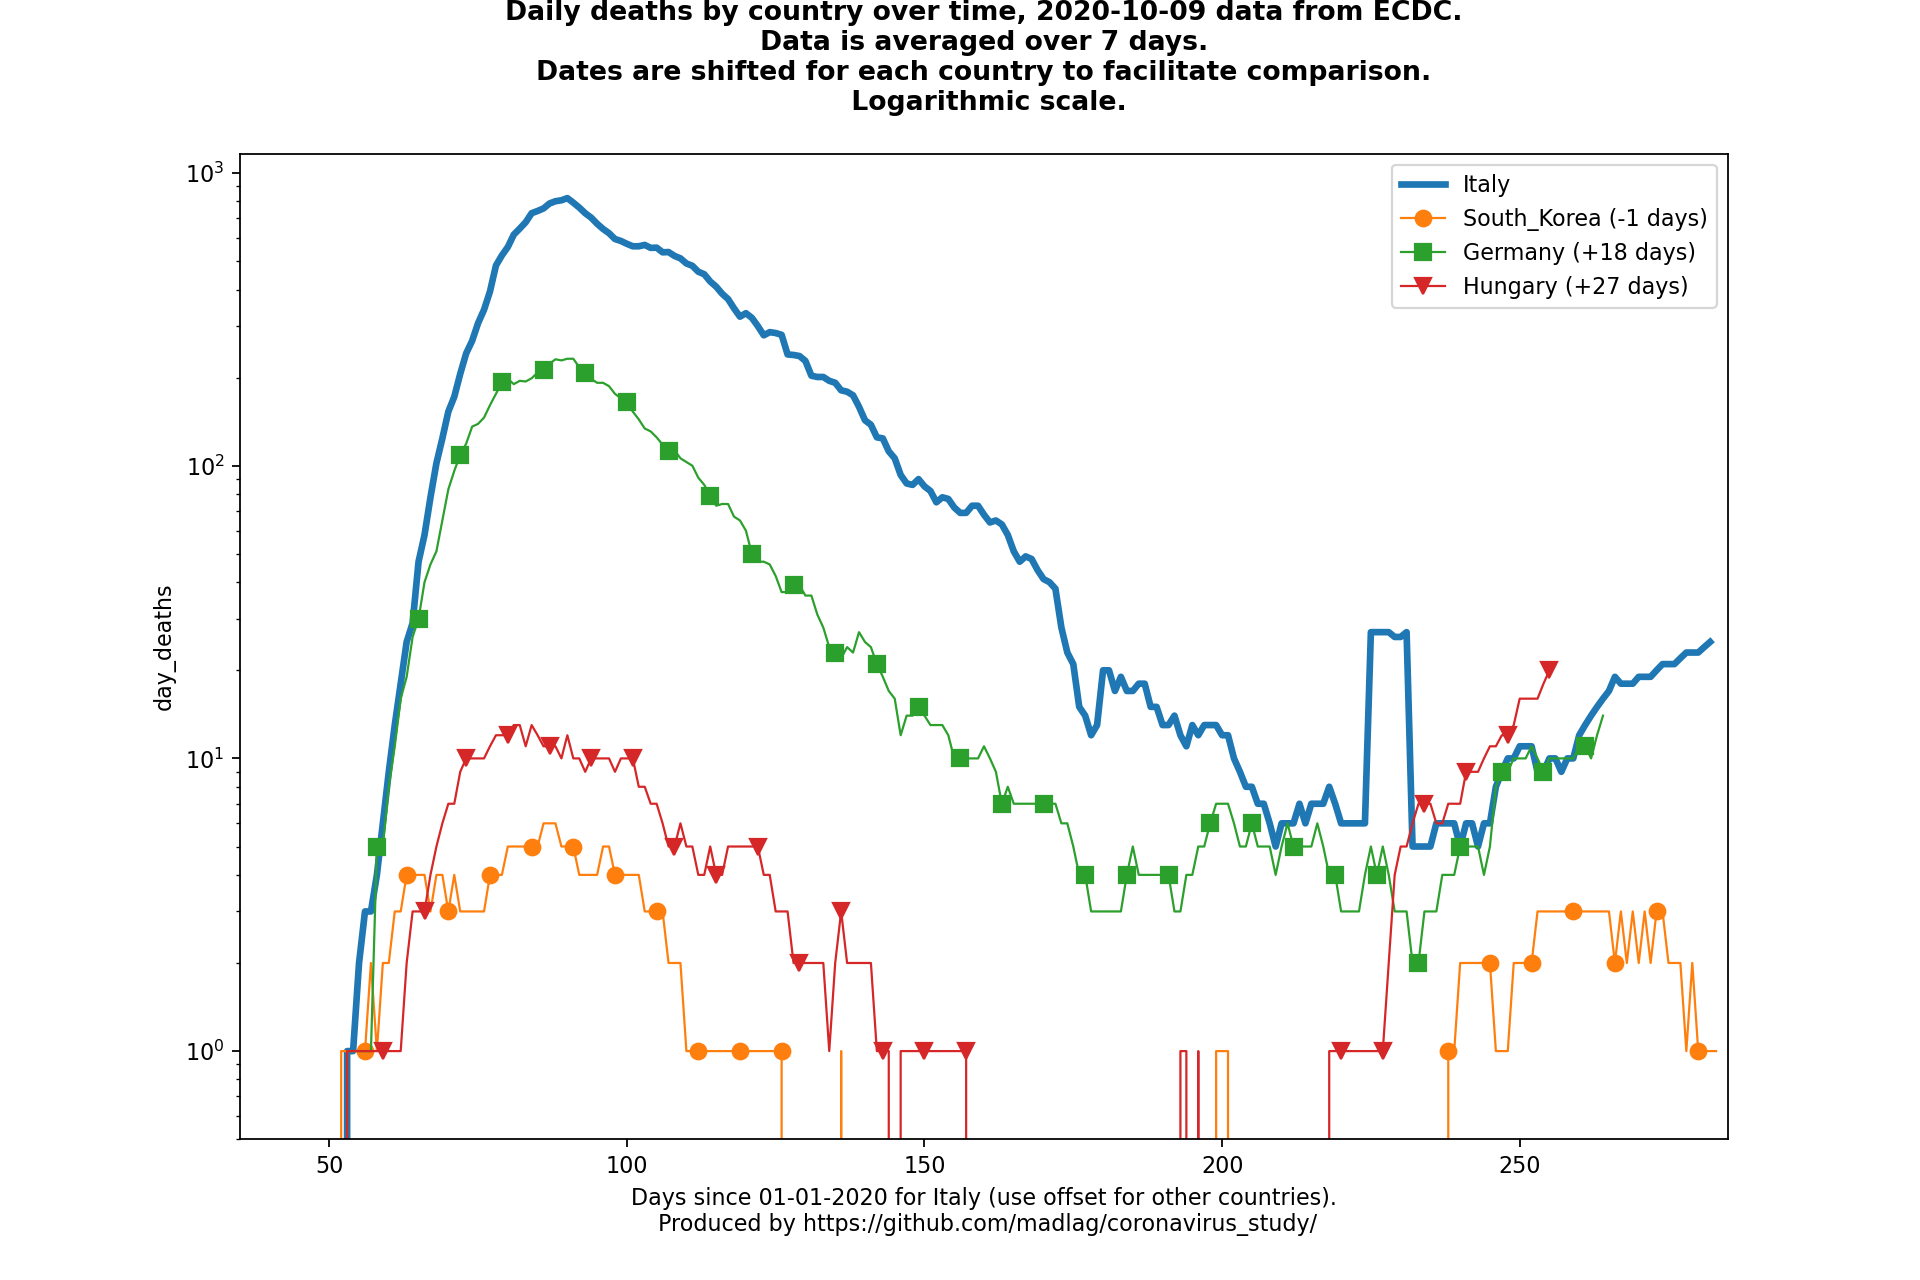 Daily deaths by country over time, 2020-10-09 data from ECDC.
Data is averaged over 7 days.
Dates are shifted for each country to facilitate comparison.
Logarithmic scale.
10³
10²
10¹
10⁰
day_deaths
Italy
South_Korea (-1 days)
Germany (+18 days)
Hungary (+27 days)
50 100 150 200 250
Days since 01-01-2020 for Italy (use offset for other countries).
Produced by https://github.com/madlag/coronavirus_study/